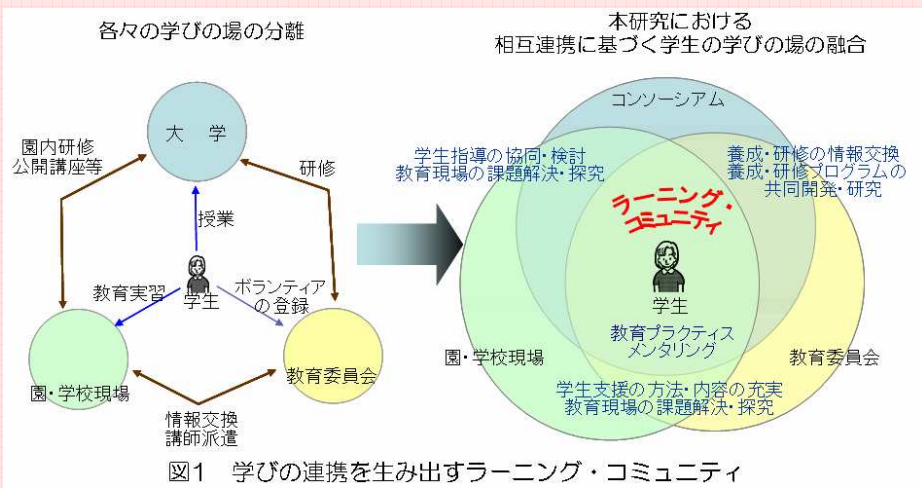 各々の学びの場の分離
大 学
園内研修
公開講座等
研修
授業
教育実習
学生
ボランティア
の登録
園・学校現場
教育委員会
情報交換
講師派遣
本研究における
相互連携に基づく学生の学びの場の融合
コンソーシアム
学生指導の協同・検討
教育現場の課題解決・探究
養成・研修の情報交換
養成・研修プログラムの
共同開発・研究
ラーニング・
コミュニティ
学生
教育プラクティス
メンタリング
園・学校現場
教育委員会
学生支援の方法・内容の充実
教育現場の課題解決・探究
図1 学びの連携を生み出すラーニング・コミュニティ